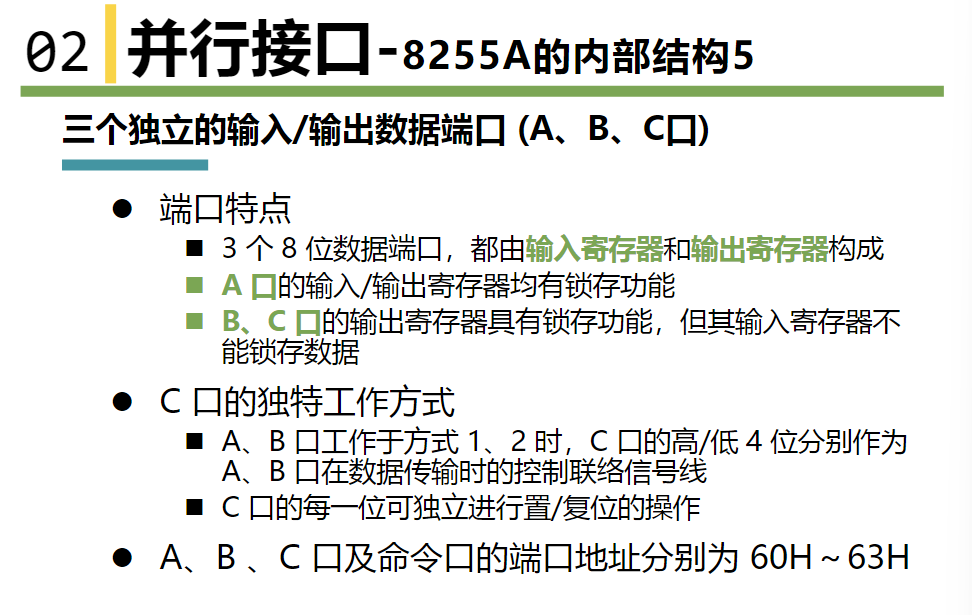 02 并行接口-8255A的内部结构5
三个独立的输入/输出数据端口 (A、B、C口)
● 端口特点
■ 3 个 8 位数据端口，都由输入寄存器和输出寄存器构成
■ A 口的输入/输出寄存器均有锁存功能
■ B、C 口的输出寄存器具有锁存功能，但其输入寄存器不
能锁存数据
● C 口的独特工作方式
■ A、B 口工作于方式 1、2 时，C 口的高/低 4 位分别作为
A、B 口在数据传输时的控制联络信号线
■ C 口的每一位可独立进行置/复位的操作
● A、B 、C 口及命令口的端口地址分别为 60H～63H